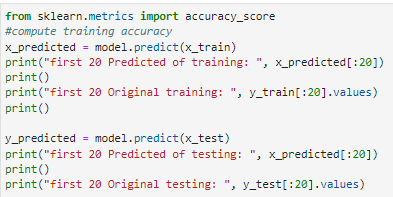 from sklearn.metrics import accuracy_score
#compute training accuracy
x_predicted = model.predict(x_train)
print("first 20 Predicted of training: ", x_predicted[:20])
print()
print("first 20 Original training: ", y_train[:20].values)
print()
y_predicted = model.predict(x_test)
print("first 20 Predicted of testing: ", x_predicted[:20])
print()
print("first 20 Original testing: ", y_test[:20].values)